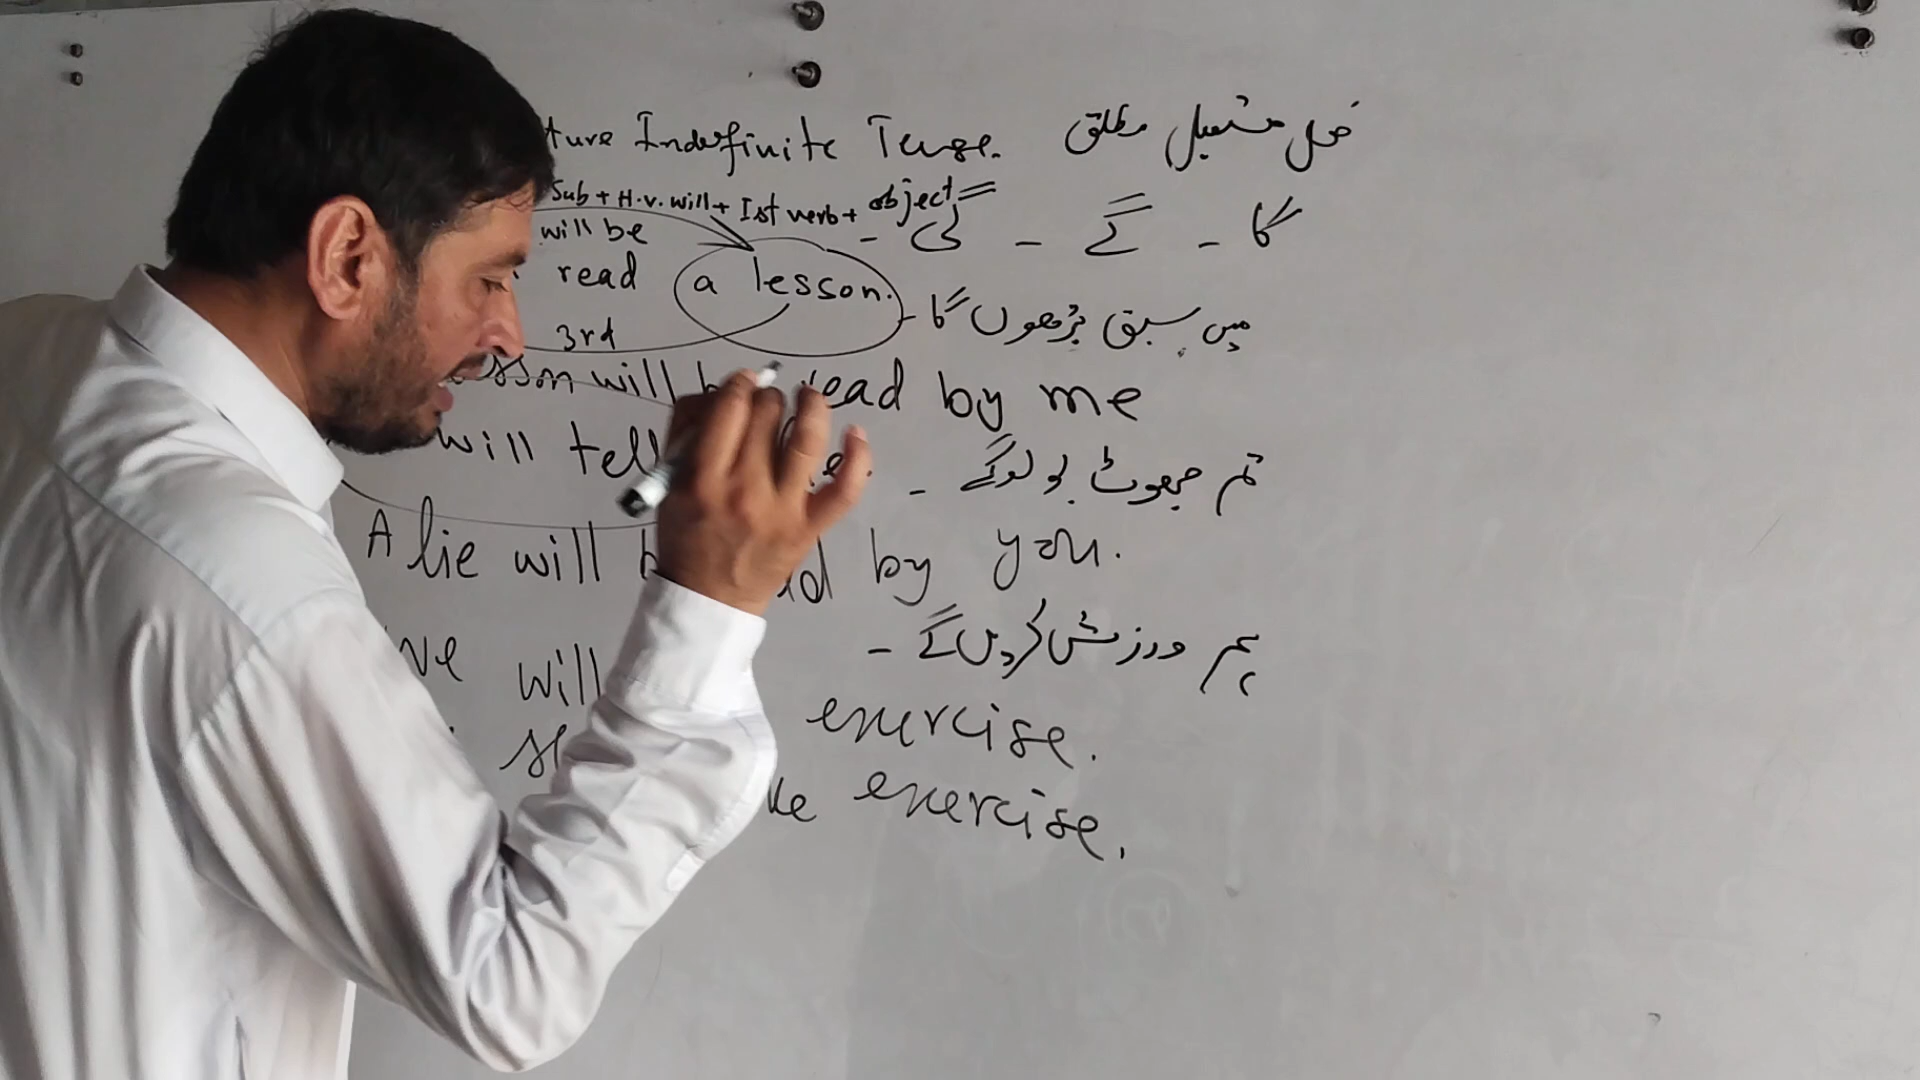 ture Indefinite Tense. فعل مستقبل مطلق
Sub + H.v. will + Ist verb + object
will be گا - گے - گی -
read a lesson. میں سبق پڑھوں گا -
3rd
sson will read by me
will tell تم جھوٹ بولو گے -
A lie will by you.
ہم ورزش کریں گے -
we will exercise.
exercise.